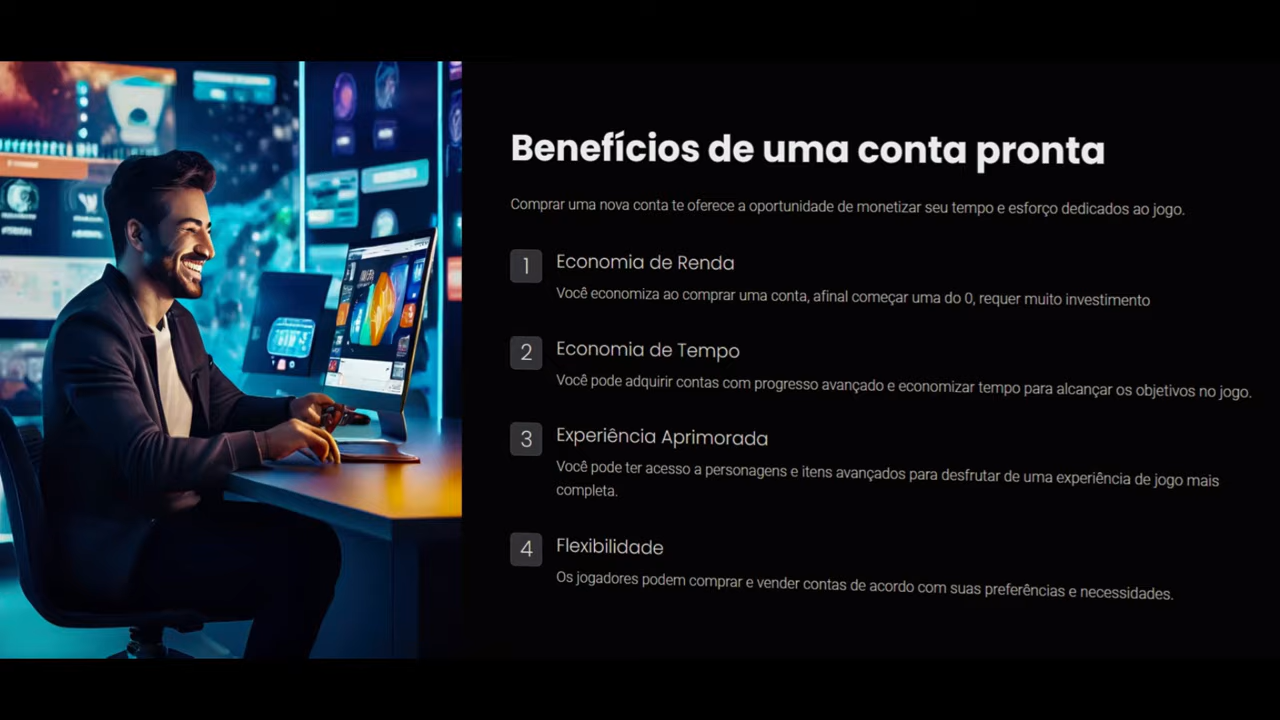 Benefícios de uma conta pronta
Comprar uma nova conta te oferece a oportunidade de monetizar seu tempo e esforço dedicados ao jogo.
1 Economia de Renda
Você economiza ao comprar uma conta, afinal começar uma do 0, requer muito investimento
2 Economia de Tempo
Você pode adquirir contas com progresso avançado e economizar tempo para alcançar os objetivos no jogo.
3 Experiência Aprimorada
Você pode ter acesso a personagens e itens avançados para desfrutar de uma experiência de jogo mais
completa.
4 Flexibilidade
Os jogadores podem comprar e vender contas de acordo com suas preferências e necessidades.